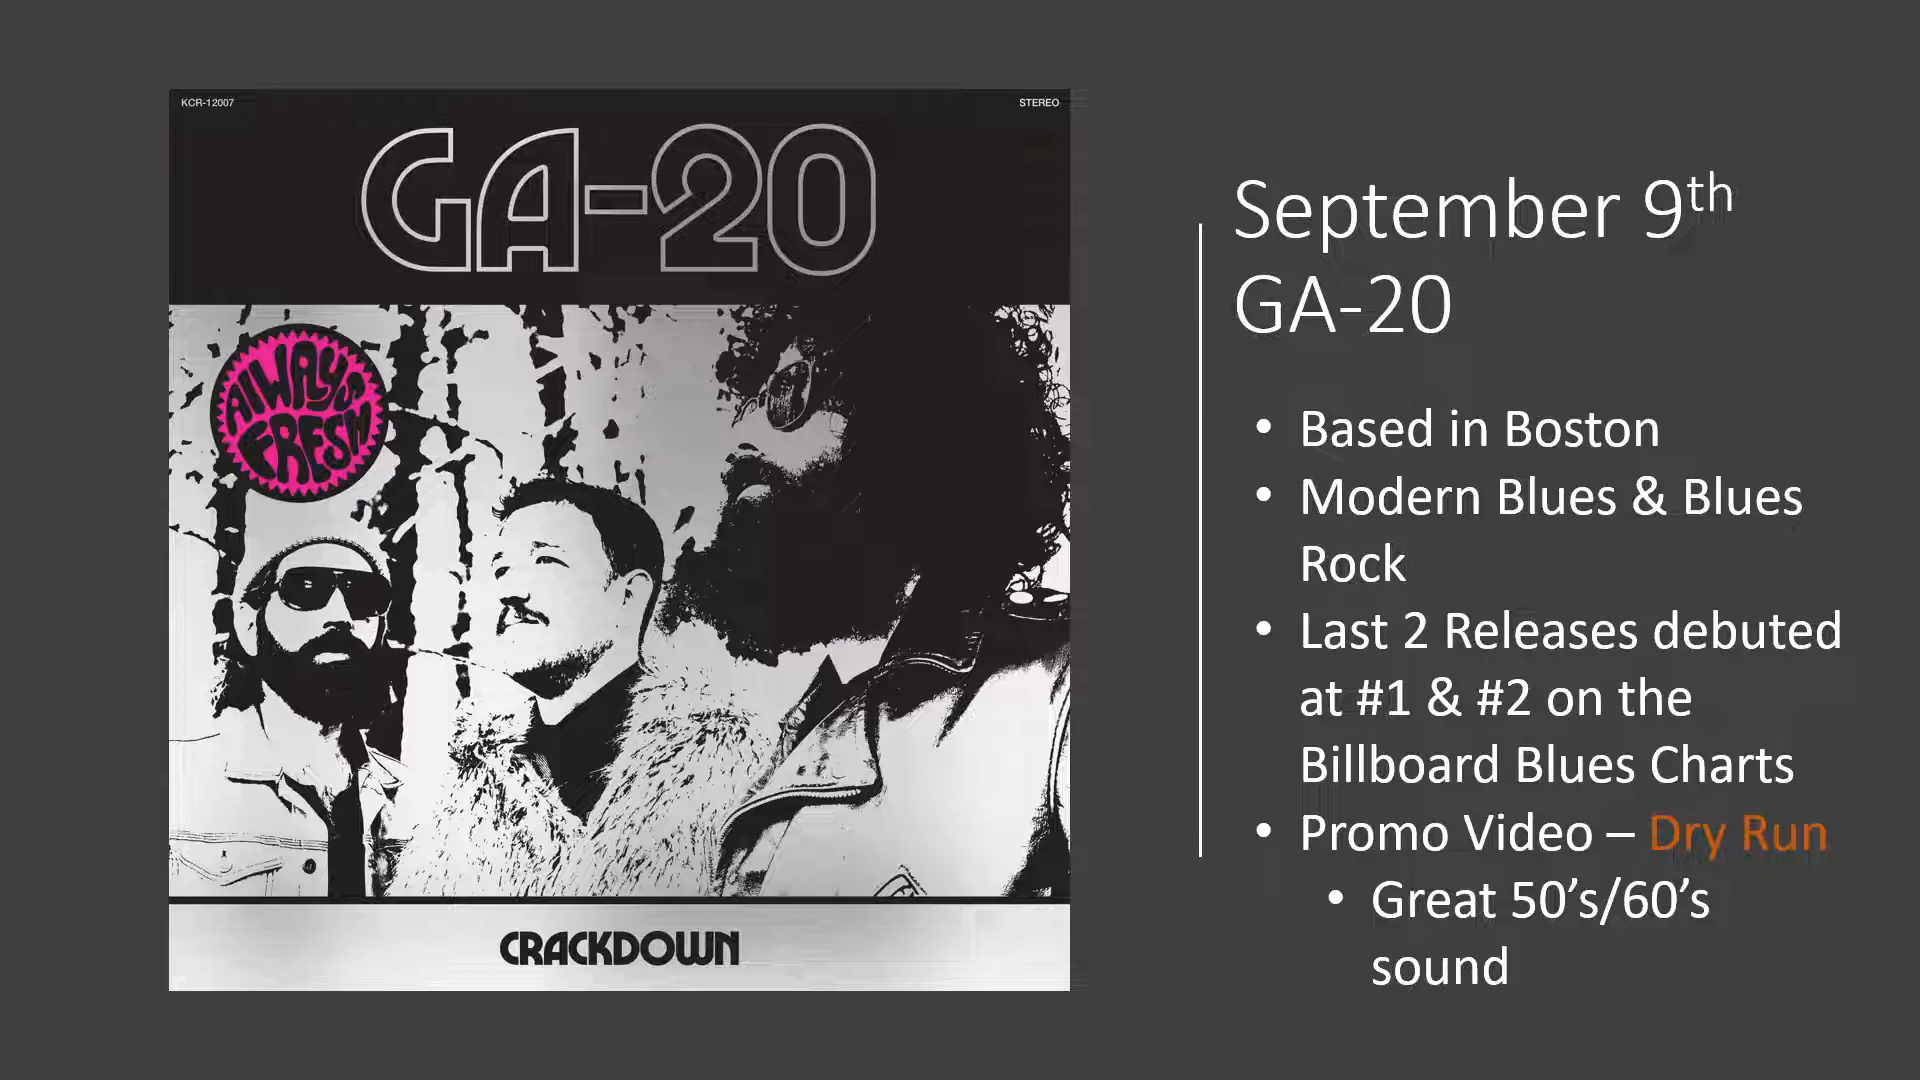 KCR-12007
STEREO
GA-20
AlWAYS
FRESH
CRACKDOWN
September 9th
GA-20
• Based in Boston
• Modern Blues & Blues
Rock
• Last 2 Releases debuted
at #1 & #2 on the
Billboard Blues Charts
• Promo Video – Dry Run
• Great 50’s/60’s
sound